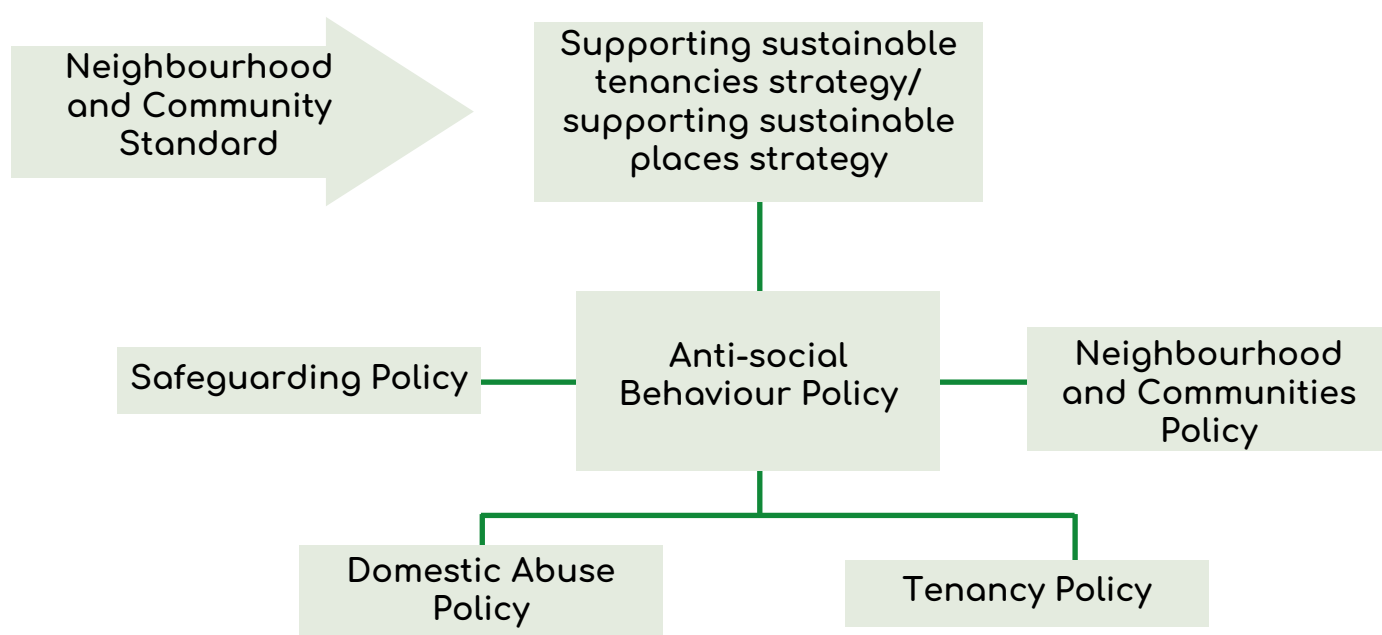 Neighbourhood
and Community
Standard
Supporting sustainable
tenancies strategy/
supporting sustainable
places strategy
Safeguarding Policy
Anti-social
Behaviour Policy
Neighbourhood
and Communities
Policy
Domestic Abuse
Policy
Tenancy Policy